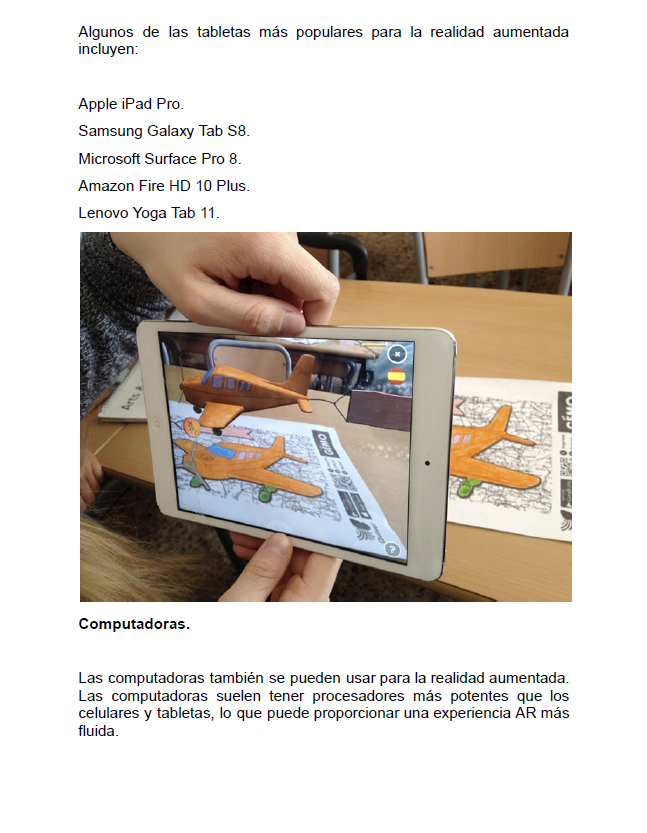 Algunos de las tabletas más populares para la realidad aumentada
incluyen:
Apple iPad Pro.
Samsung Galaxy Tab S8.
Microsoft Surface Pro 8.
Amazon Fire HD 10 Plus.
Lenovo Yoga Tab 11.
Arts
GIMO
GIMO
Computadoras.
Las computadoras también se pueden usar para la realidad aumentada.
Las computadoras suelen tener procesadores más potentes que los
celulares y tabletas, lo que puede proporcionar una experiencia AR más
fluida.